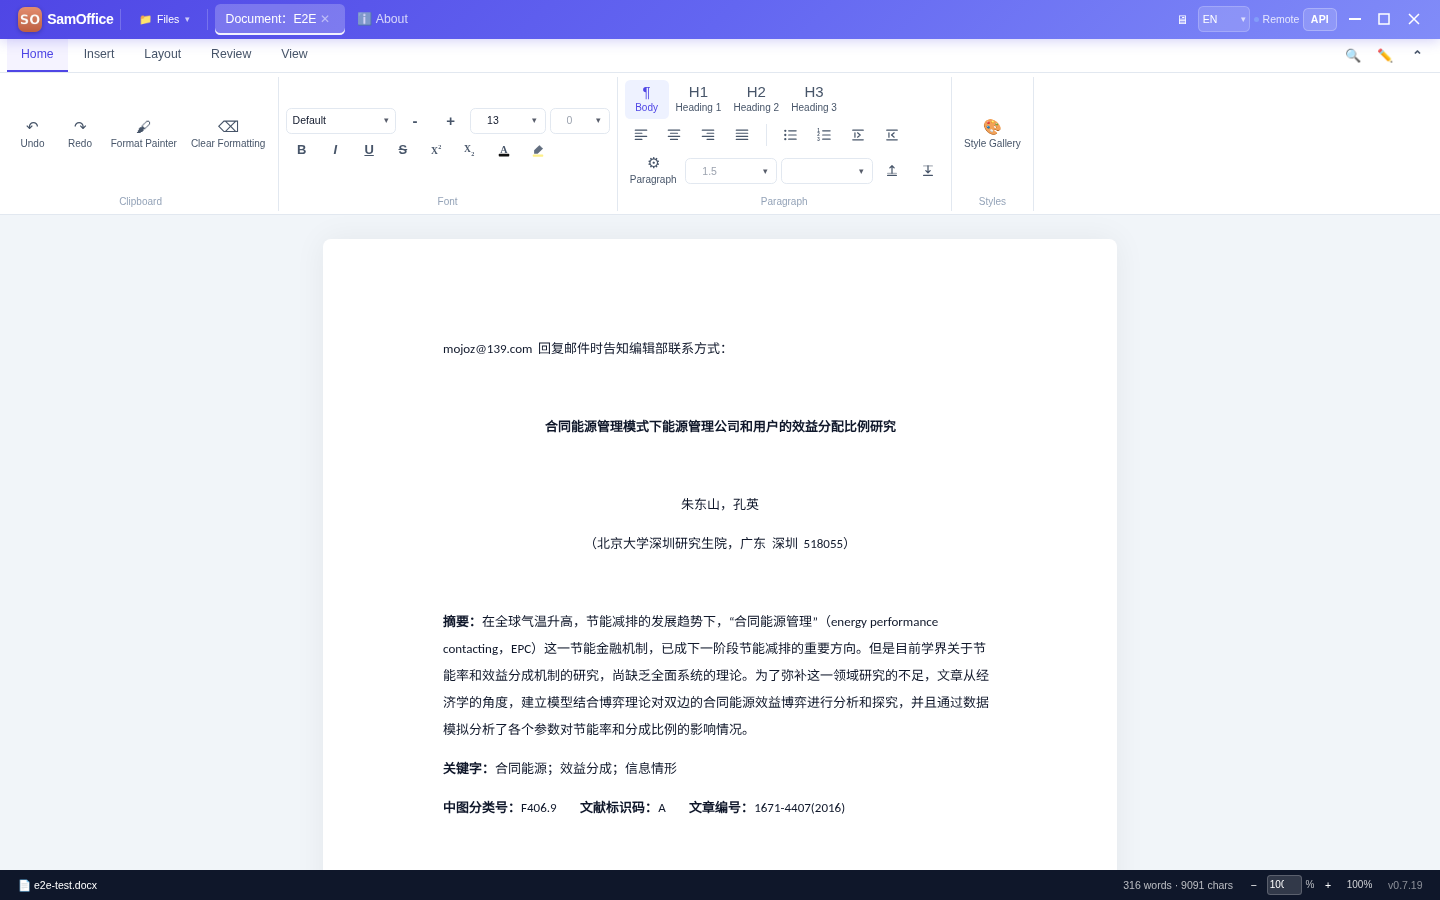 SO SamOffice
Files
Document：E2E
About
EN
Remote
API
Home Insert Layout Review View
Undo
Redo
Format Painter
Clear Formatting
Clipboard
Default
- + 13 0
B I U S X² X₂ A
Font
¶ H1 H2 H3
Body Heading 1 Heading 2 Heading 3
Paragraph
1.5
Paragraph
Style Gallery
Styles
mojoz@139.com 回复邮件时告知编辑部联系方式：
合同能源管理模式下能源管理公司和用户的效益分配比例研究
朱东山，孔英
（北京大学深圳研究生院，广东 深圳 518055）
摘要：在全球气温升高，节能减排的发展趋势下，“合同能源管理”（energy performance
contacting，EPC）这一节能金融机制，已成下一阶段节能减排的重要方向。但是目前学界关于节
能率和效益分成机制的研究，尚缺乏全面系统的理论。为了弥补这一领域研究的不足，文章从经
济学的角度，建立模型结合博弈理论对双边的合同能源效益博弈进行分析和探究，并且通过数据
模拟分析了各个参数对节能率和分成比例的影响情况。
关键字：合同能源；效益分成；信息情形
中图分类号：F406.9 文献标识码：A 文章编号：1671-4407(2016)
e2e-test.docx
316 words · 9091 chars
− 100 % + 100%
v0.7.19